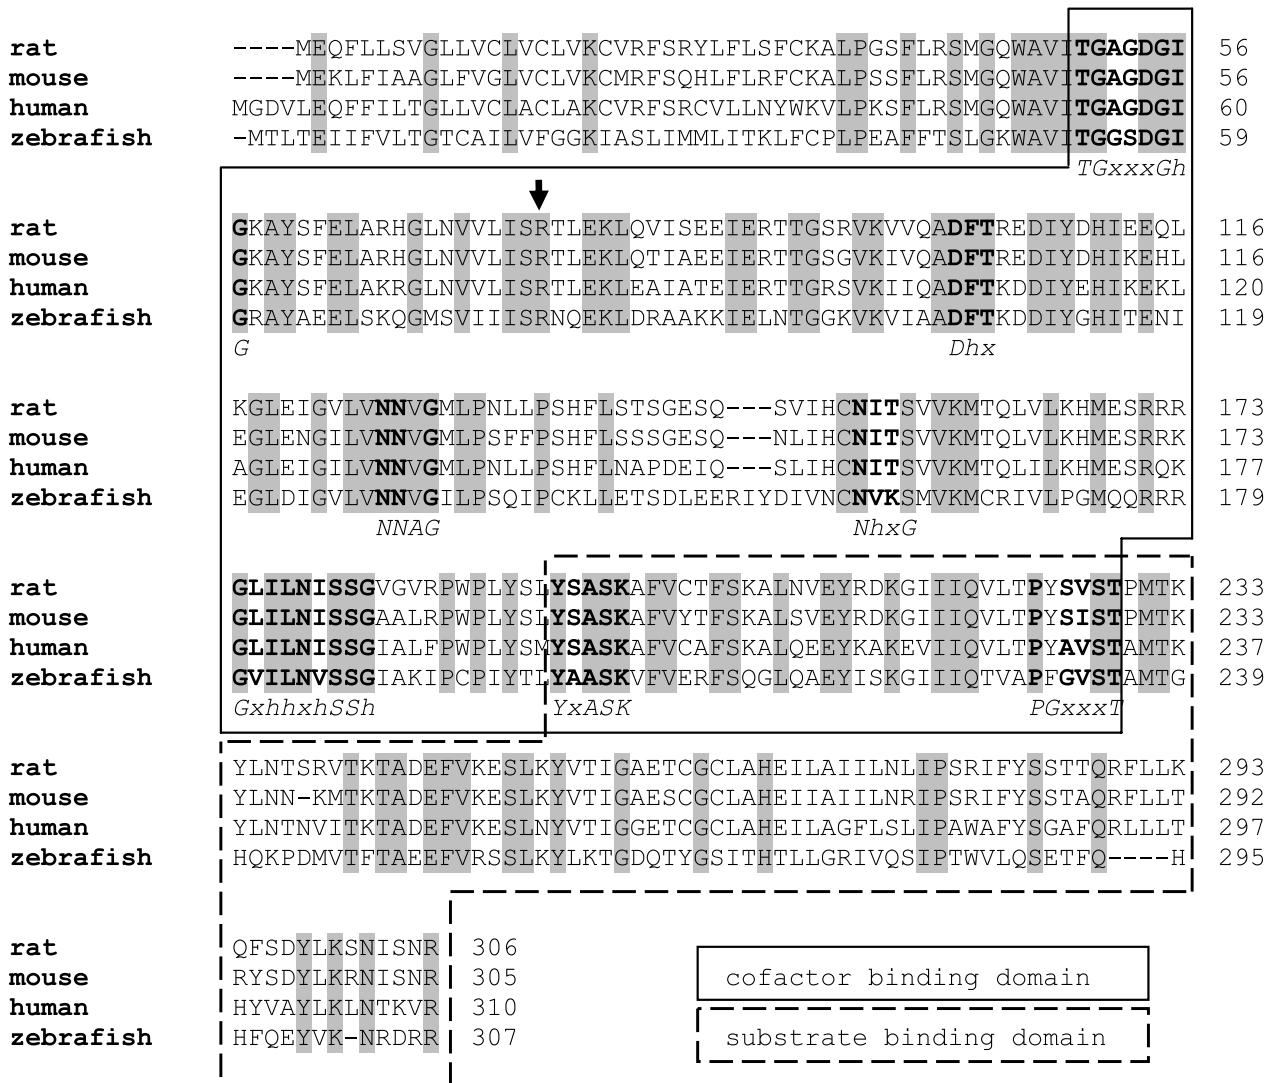 rat ----MEQFLLSVGLLVCLVCLVKCVRFSRYLFLSFCKALPGSFLRSMGQWAVITGAGDGI 56
mouse ----MEKLFIAAGLFVGLVCLVKCMRFSQHLFLRFCKALPSSFLRSMGQWAVITGAGDGI 56
human MGDVLEQFFILTGLLVCLACLAKCVRFSRCVLLNYWKVLPKSFLRSMGQWAVITGAGDGI 60
zebrafish -MTLTEIIFVLTGTCAILVFGGKIASLIMMLITKLFCPLPEAFFTSLGKWAVITGGSDGI 59
TGxxxGh
rat GKAYSFELARHGLNVVLISRTLEKLQVISEEIERTTGSRVKVVQADFTREDIYDHIEEQL 116
mouse GKAYSFELARHGLNVVLISRTLEKLQTIAEEIERTTGSGVKIVQADFTREDIYDHIKEHL 116
human GKAYSFELAKRGLNVVLISRTLEKLEAIATEIERTTGRSVKIIQADFTKDDIYEHIKEKL 120
zebrafish GRAYAEELSKQGMSVIIISRNQEKLDRAAKKIELNTGGKVKVIAADFTKDDIYGHITENI 119
G Dhx
rat KGLEIGVLVNNVGMLPNLLPSHFLSTSGESQ---SVIHCNITSVVKMTQLVLKHMESRRR 173
mouse EGLENGILVNNVGMLPSFFPSHFLSSSGESQ---NLIHCNITSVVKMTQLVLKHMESRRK 173
human AGLEIGILVNNVGMLPNLLPSHFLNAPDEIQ---SLIHCNITSVVKMTQLILKHMESRQK 177
zebrafish EGLDIGVLVNNVGILPSQIPCKLLETSDLEERIYDIVNCNVKSMVKMCRIVLPGMQQRRR 179
NNAG NhxG
rat GLILNISSGVGVRPWPLYSLYSASKAFVCTFSKALNVEYRDKGIIIQVLTPYSVSTPMTK 233
mouse GLILNISSGAALRPWPLYSLYSASKAFVYTFSKALSVEYRDKGIIIQVLTPYSISTPMTK 233
human GLILNISSGIALFPWPLYSMYSASKAFVCAFSKALQEEYKAKEVIIQVLTPYAVSTAMTK 237
zebrafish GVILNVSSGIAKIPCPIYTLYAASKVFVERFSQGLQAEYISKGIIIQTVAPFGVSTAMTG 239
GxhhxhSSh YxASK PGxxxT
rat YLNTSRVTKTADEFVKESLKYVTIGAETCGCLAHEILAIILNLIPSRIFYSSTTQRFLLK 293
mouse YLNN-KMTKTADEFVKESLKYVTIGAESCGCLAHEIIAIILNRIPSRIFYSSTAQRFLLT 292
human YLNTNVITKTADEFVKESLNYVTIGGETCGCLAHEILAGFLSLIPAWAFYSGAFQRLLLT 297
zebrafish HQKPDMVTFTAEEFVRSSLKYLKTGDQTYGSITHTLLGRIVQSIPTWVLQSETFQ----H 295
rat QFSDYLKSNISNR 306
mouse RYSDYLKRNISNR 305
human HYVAYLKLNTKVR 310
zebrafish HFQEYVK-NRDRR 307
cofactor binding domain
substrate binding domain